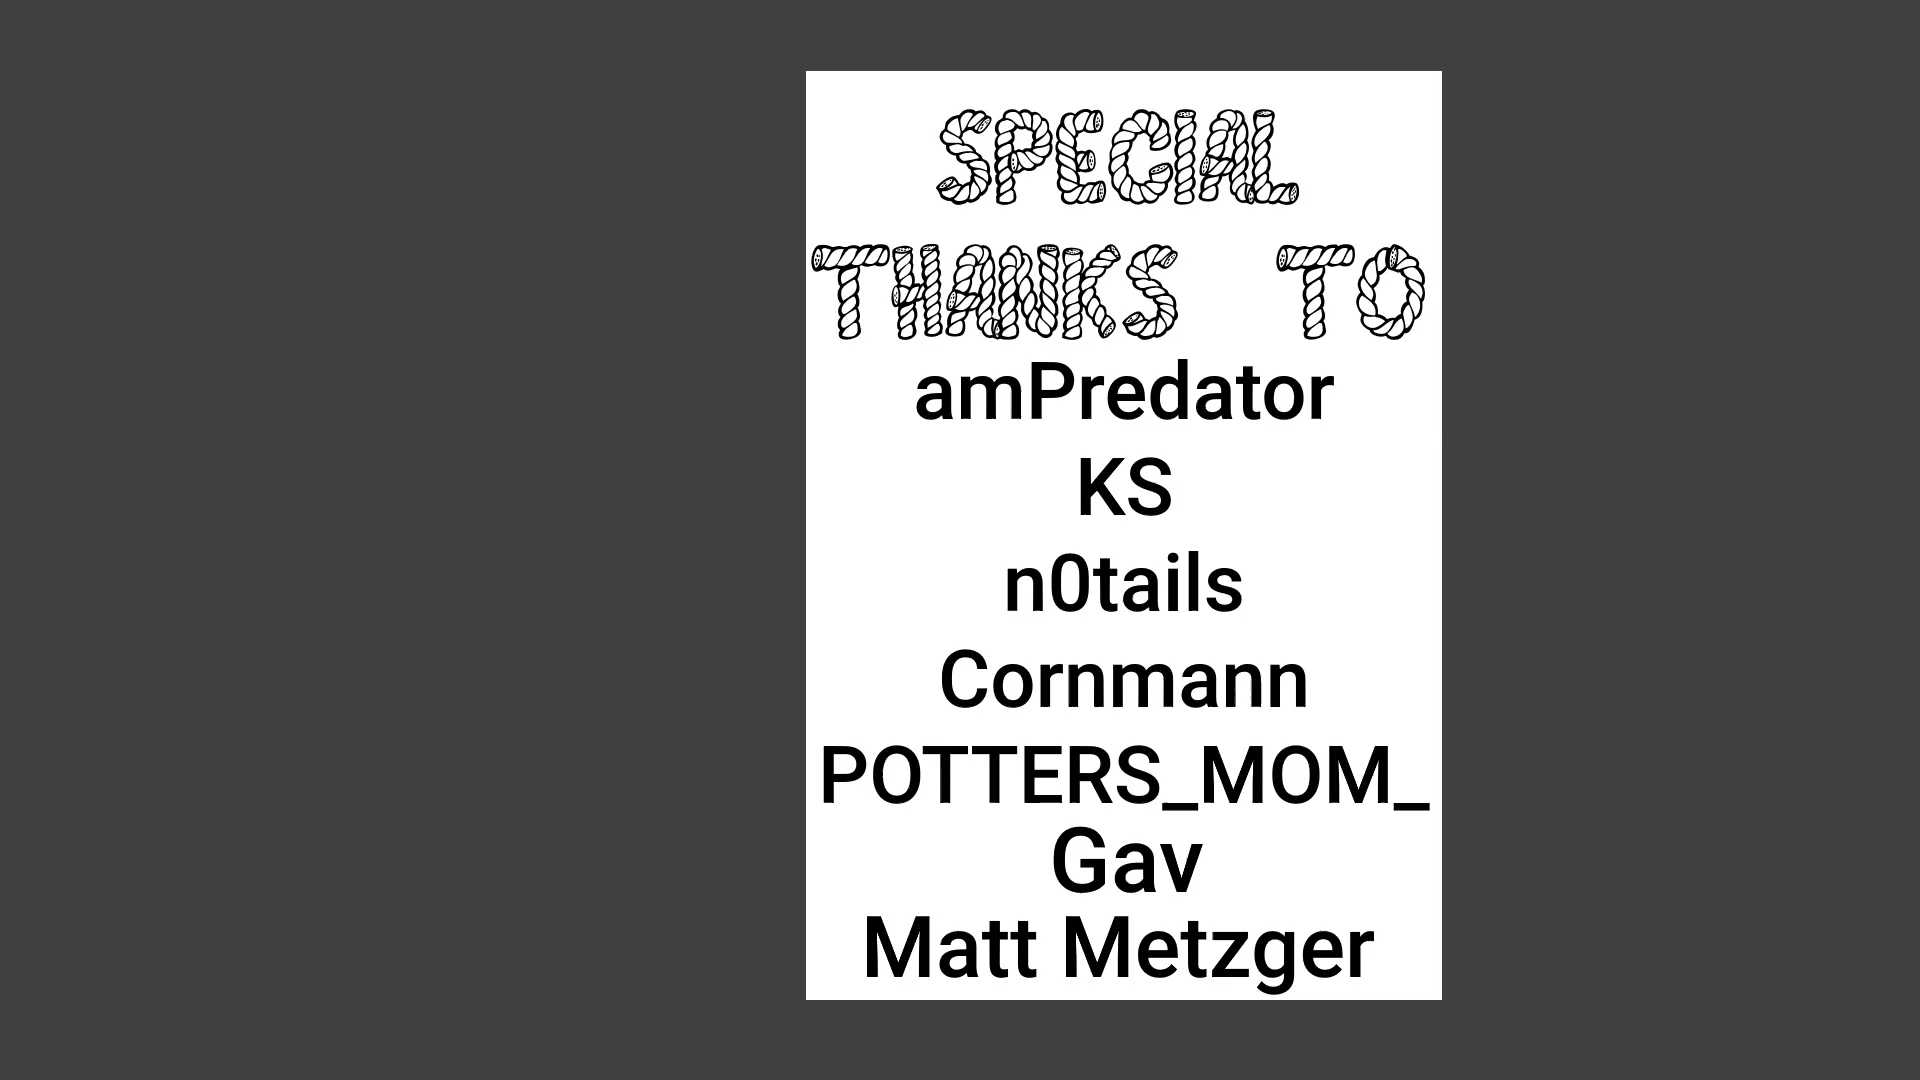 SPECIAL
THANKS TO
amPredator
KS
n0tails
Cornmann
POTTERS_MOM_
Gav
Matt Metzger